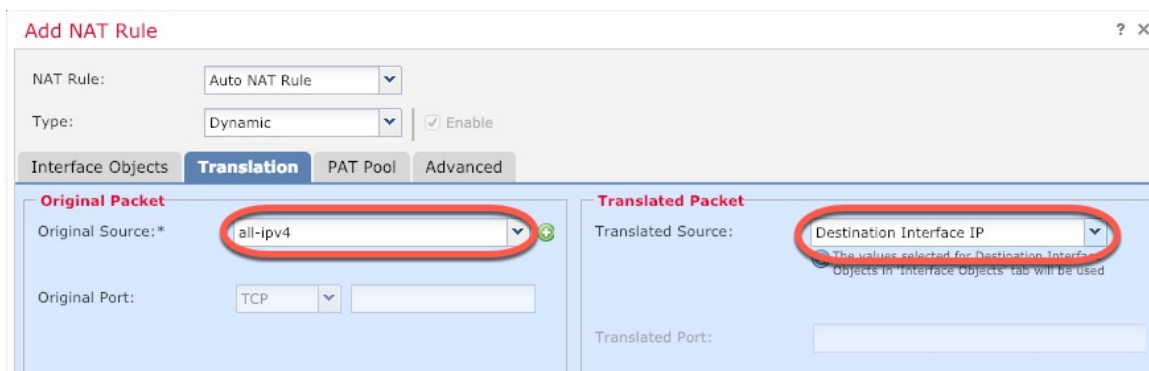 Add NAT Rule
? ×
NAT Rule:
Auto NAT Rule
Type:
Dynamic
Enable
Interface Objects
Translation
PAT Pool
Advanced
Original Packet
Original Source:*
all-ipv4
Original Port:
TCP
Translated Packet
Translated Source:
Destination Interface IP
The values selected for Destination Interface
Objects in 'Interface Objects' tab will be used
Translated Port: